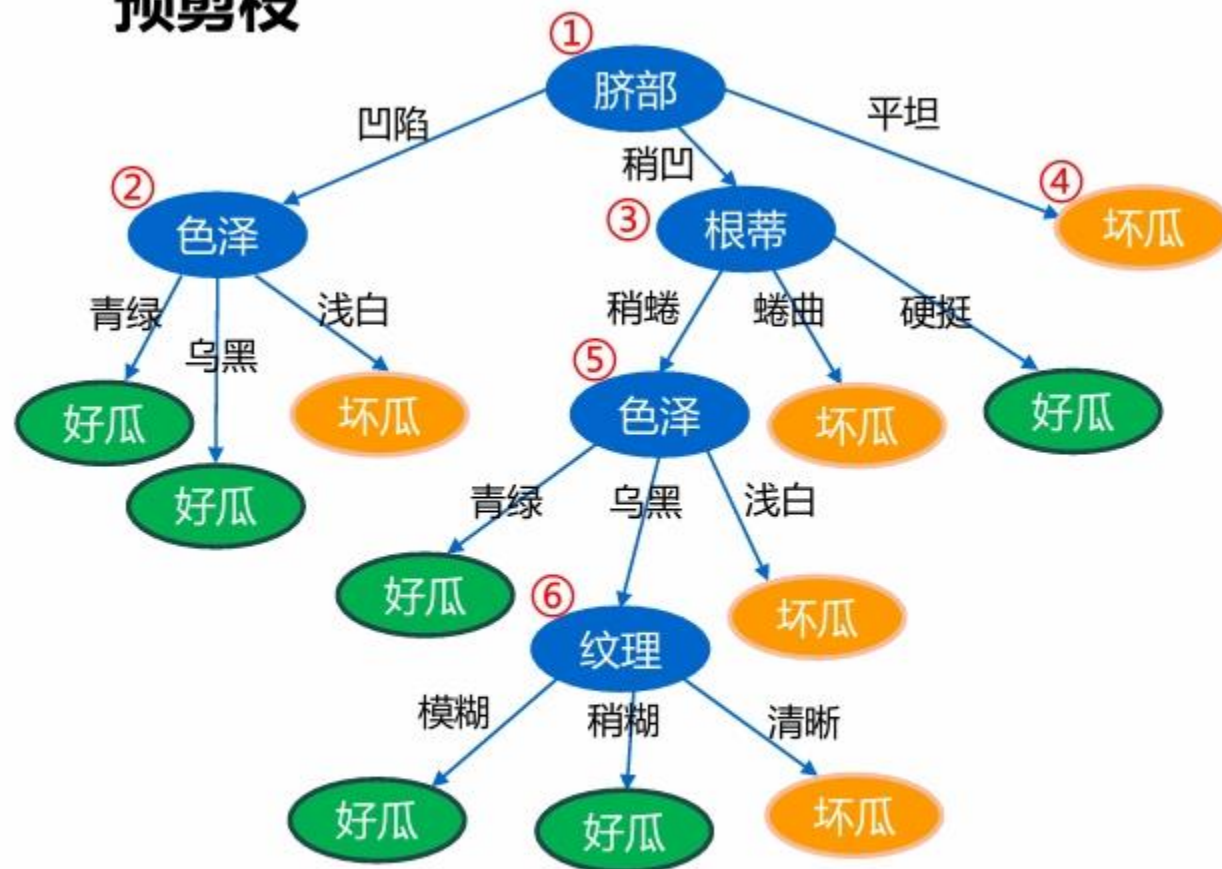 预剪枝
①
脐部
凹陷
稍凹
平坦
②
色泽
③
根蒂
④
坏瓜
青绿
乌黑
浅白
稍蜷
蜷曲
硬挺
好瓜
好瓜
坏瓜
⑤
色泽
坏瓜
好瓜
青绿
乌黑
浅白
好瓜
⑥
纹理
坏瓜
模糊
稍糊
清晰
好瓜
好瓜
坏瓜